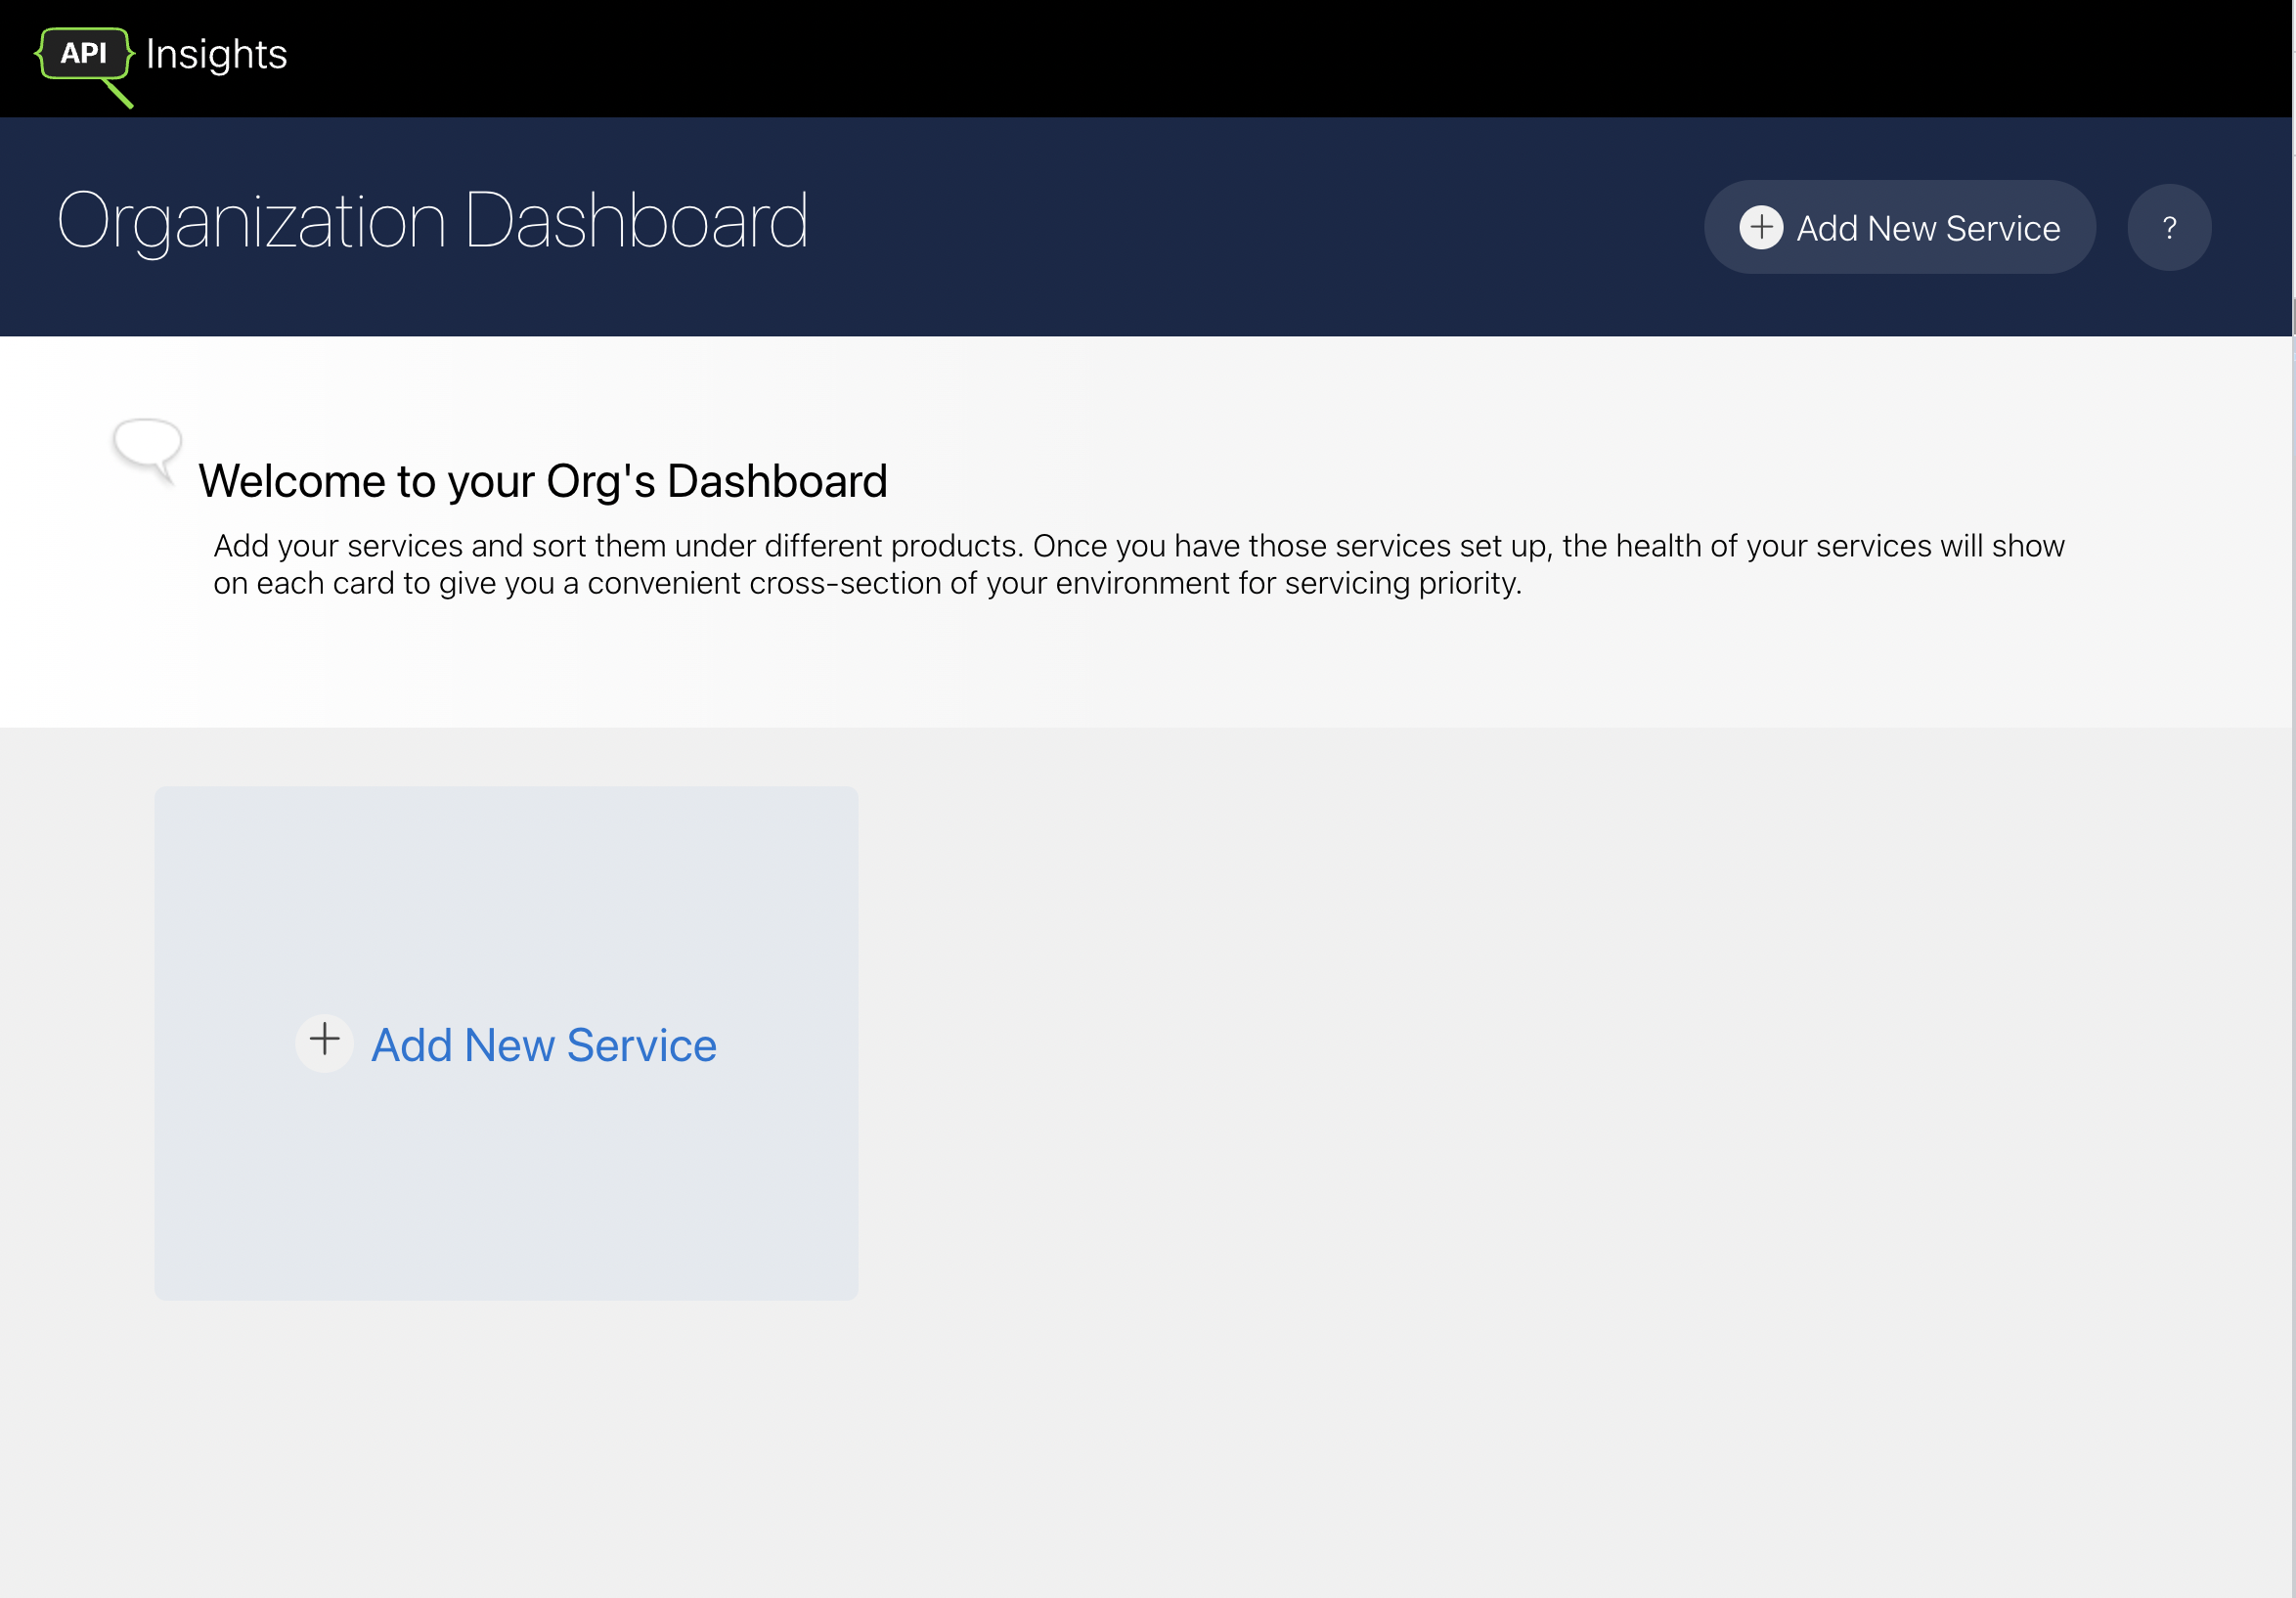 API Insights
Organization Dashboard
Add New Service
?
Welcome to your Org's Dashboard
Add your services and sort them under different products. Once you have those services set up, the health of your services will show
on each card to give you a convenient cross-section of your environment for servicing priority.
Add New Service